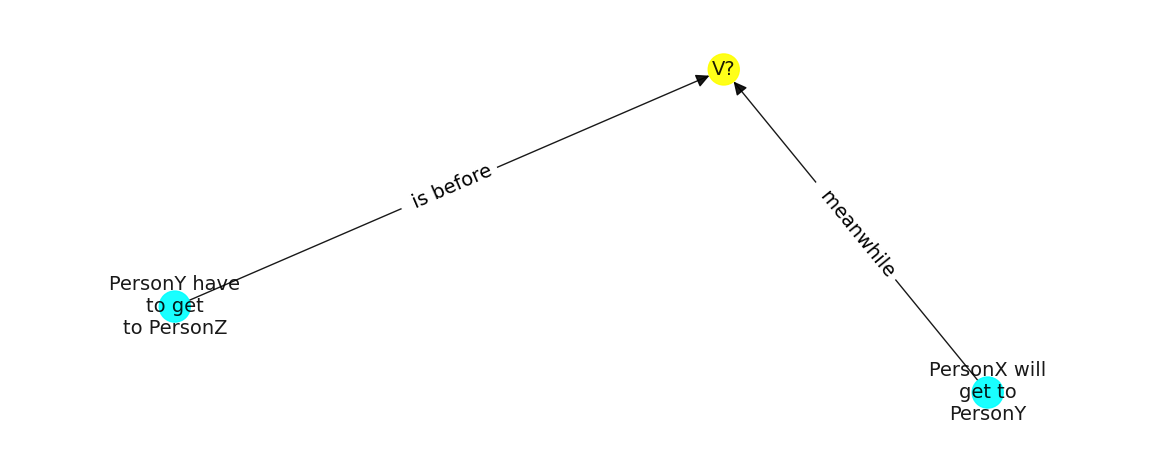 V?
is before
meanwhile
PersonY have
to get
to PersonZ
PersonX will
get to
PersonY